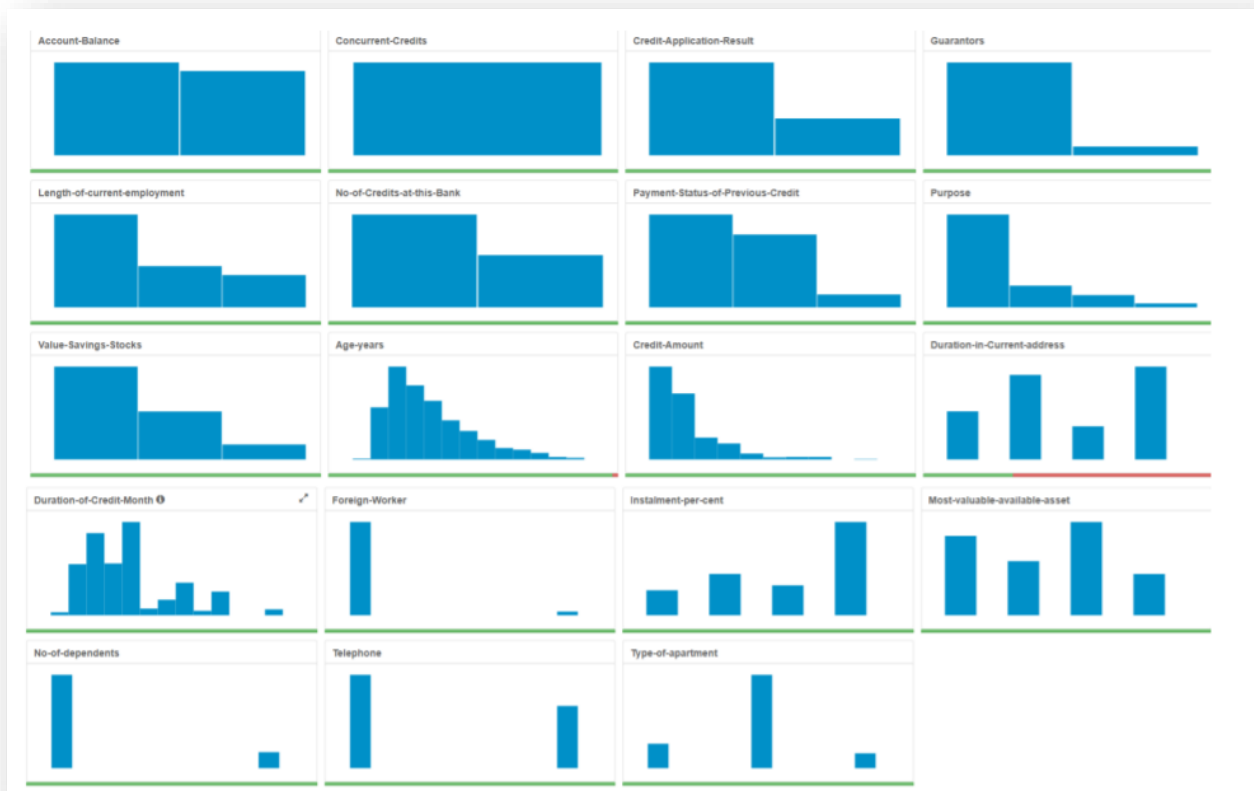 Account-Balance
Concurrent-Credits
Credit-Application-Result
Guarantors
Length-of-current-employment
No-of-Credits-at-this-Bank
Payment-Status-of-Previous-Credit
Purpose
Value-Savings-Stocks
Age-years
Credit-Amount
Duration-in-Current-address
Duration-of-Credit-Month
Foreign-Worker
Instalment-per-cent
Most-valuable-available-asset
No-of-dependents
Telephone
Type-of-apartment